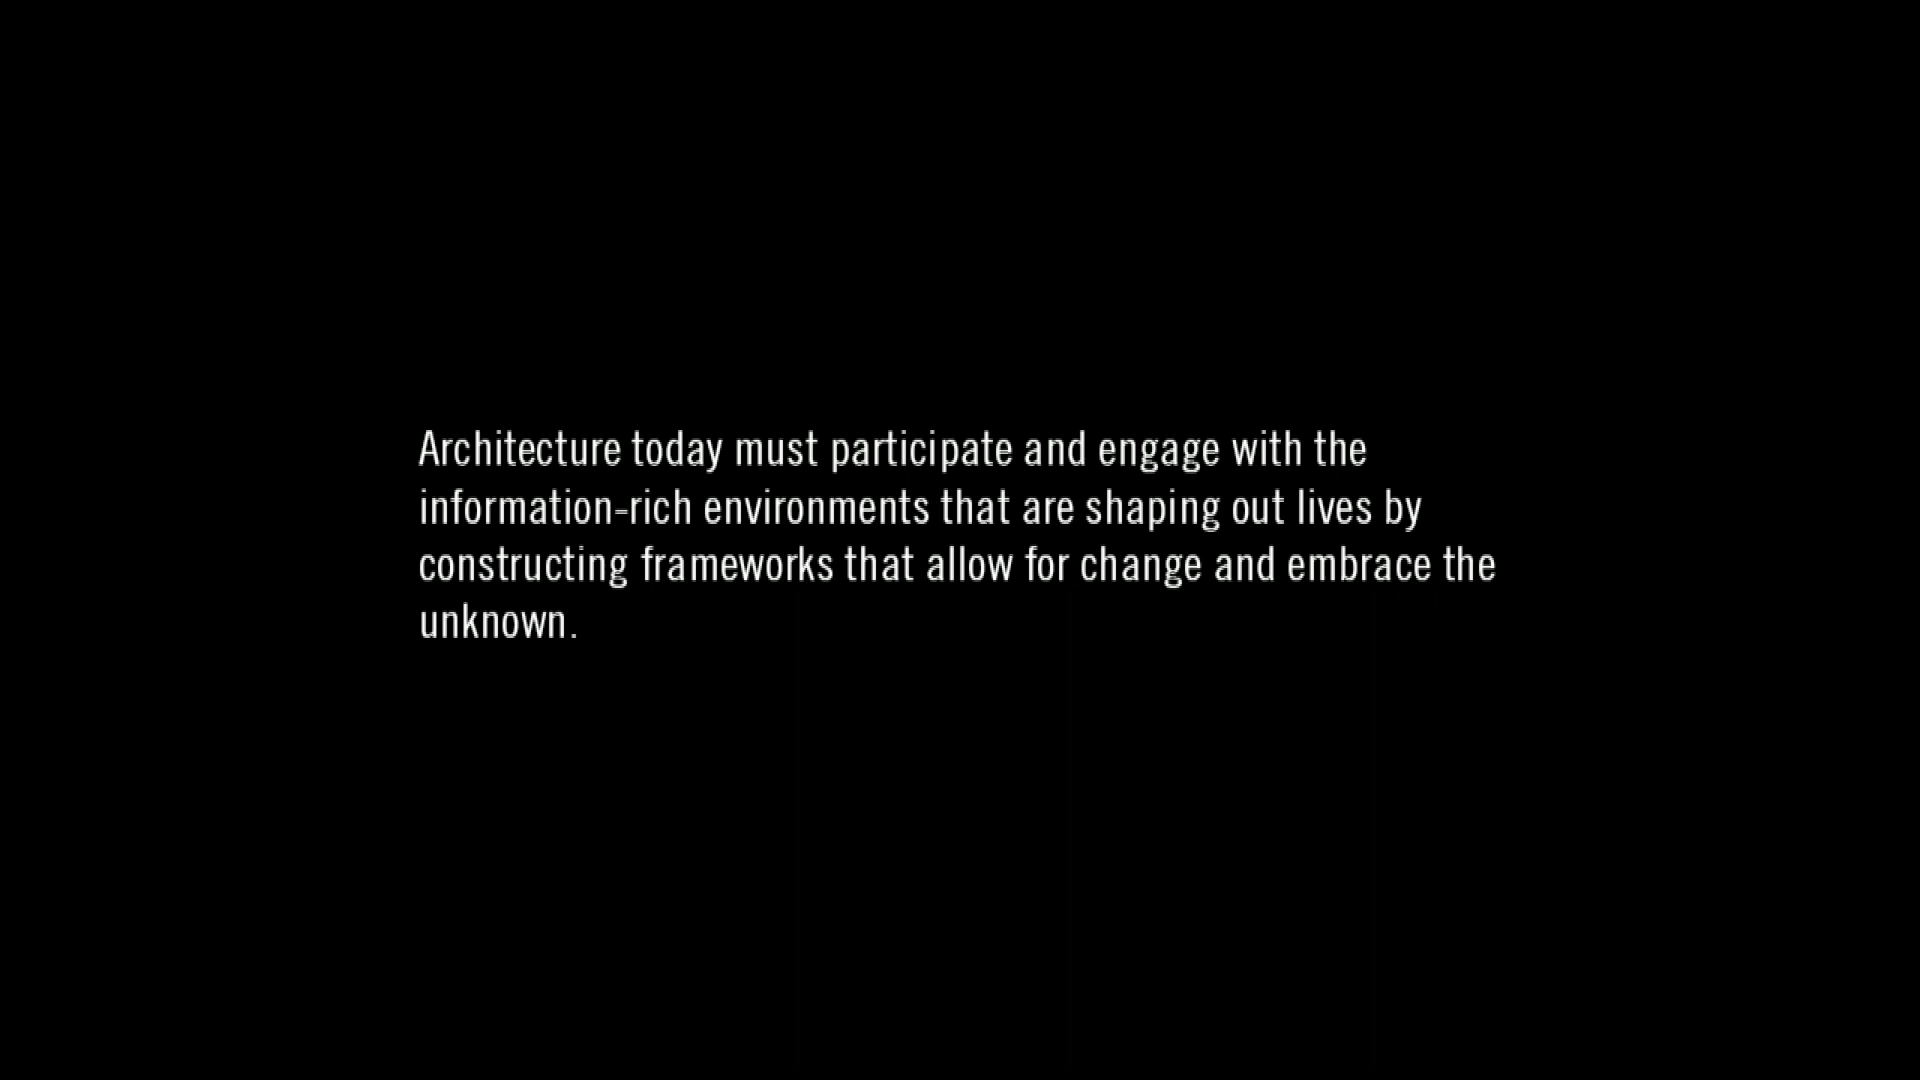 Architecture today must participate and engage with the
information-rich environments that are shaping out lives by
constructing frameworks that allow for change and embrace the
unknown.